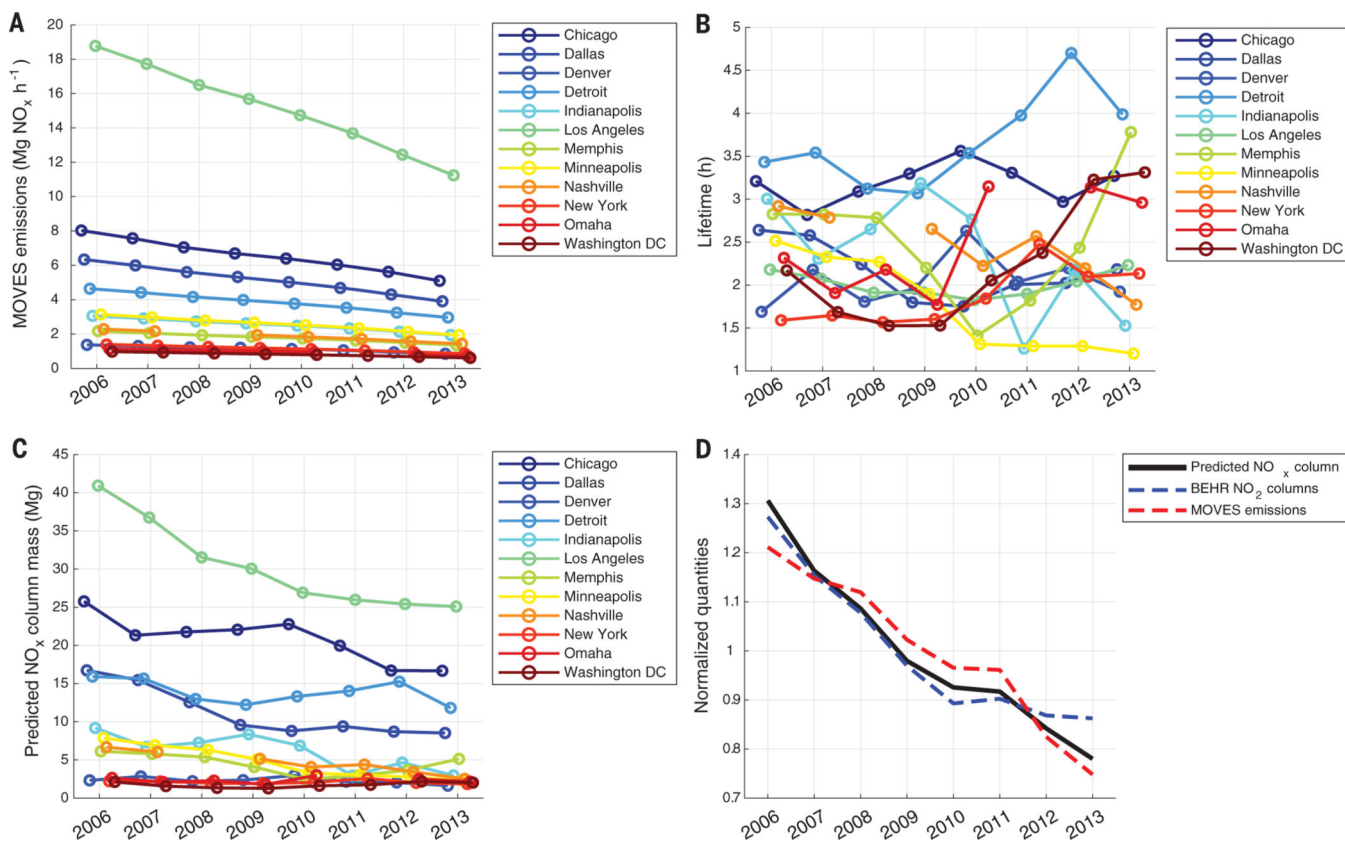 A
MOVES emissions (Mg NOx h-1)
20
18
16
14
12
10
8
6
4
2
0
2006
2007
2008
2009
2010
2011
2012
2013
Chicago
Dallas
Denver
Detroit
Indianapolis
Los Angeles
Memphis
Minneapolis
Nashville
New York
Omaha
Washington DC
B
Lifetime (h)
5
4.5
4
3.5
3
2.5
2
1.5
1
2006
2007
2008
2009
2010
2011
2012
2013
Chicago
Dallas
Denver
Detroit
Indianapolis
Los Angeles
Memphis
Minneapolis
Nashville
New York
Omaha
Washington DC
C
Predicted NOx column mass (Mg)
45
40
35
30
25
20
15
10
5
0
2006
2007
2008
2009
2010
2011
2012
2013
Chicago
Dallas
Denver
Detroit
Indianapolis
Los Angeles
Memphis
Minneapolis
Nashville
New York
Omaha
Washington DC
D
Normalized quantities
1.4
1.3
1.2
1.1
1
0.9
0.8
0.7
2006
2007
2008
2009
2010
2011
2012
2013
Predicted NO x column
BEHR NO2 columns
MOVES emissions